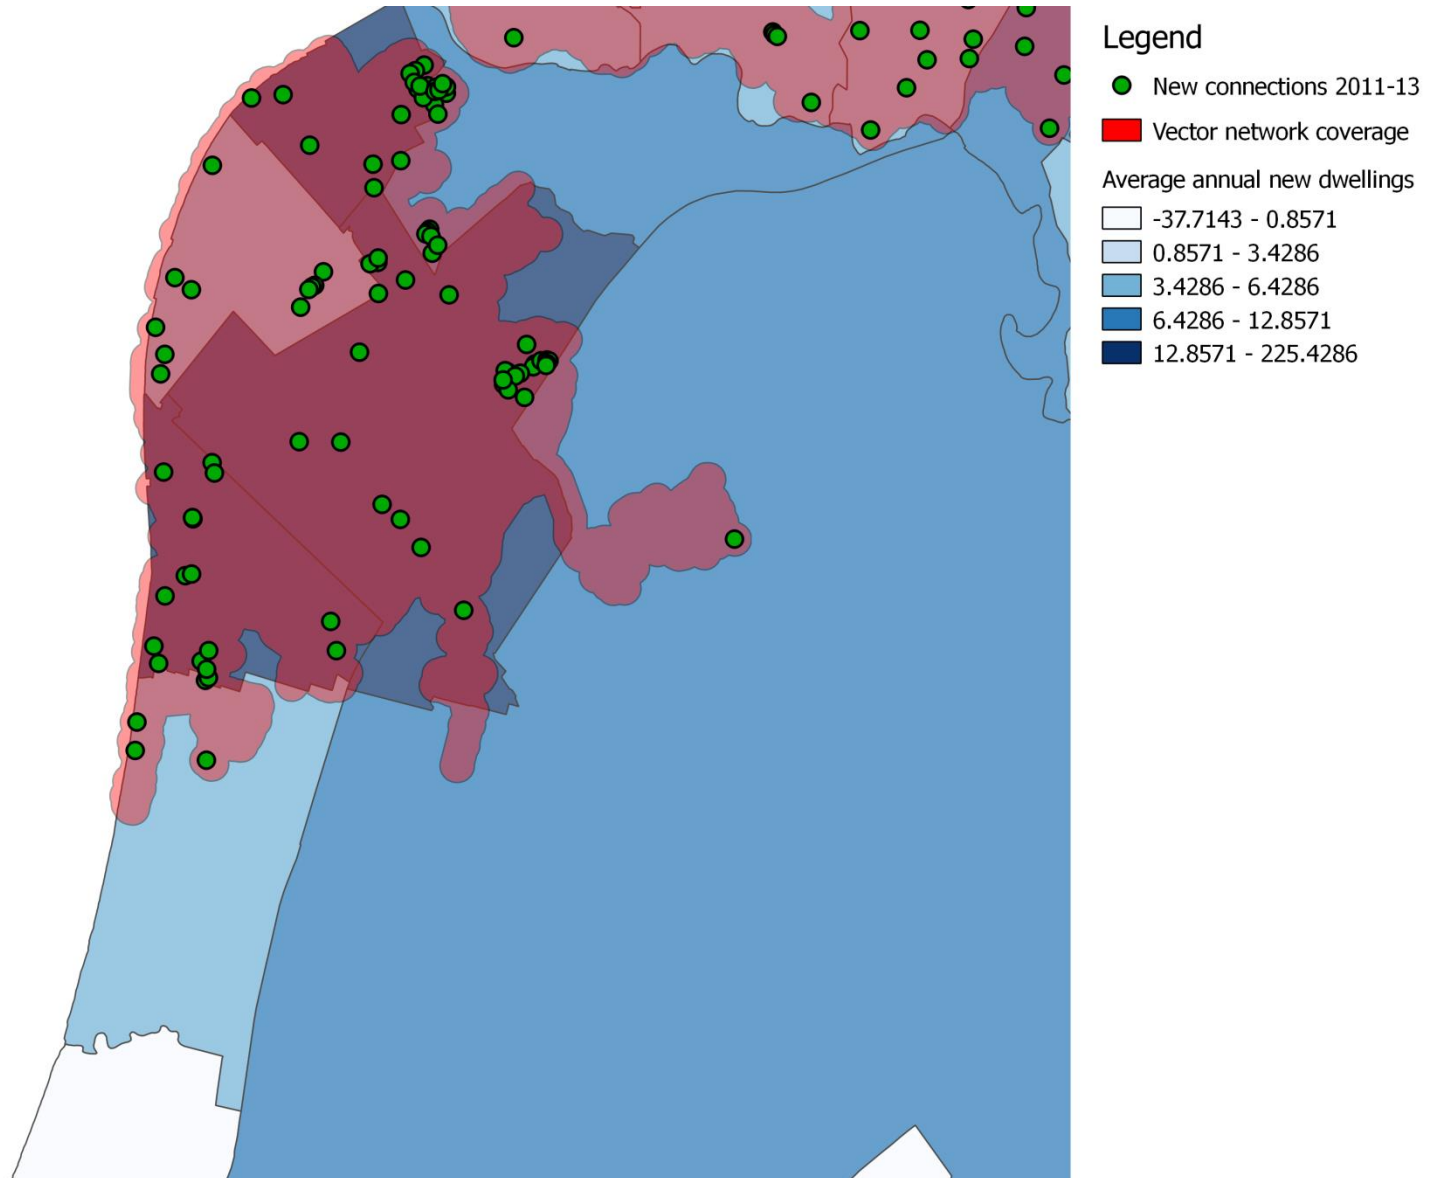 Legend
New connections 2011-13
Vector network coverage
Average annual new dwellings
-37.7143 - 0.8571
0.8571 - 3.4286
3.4286 - 6.4286
6.4286 - 12.8571
12.8571 - 225.4286